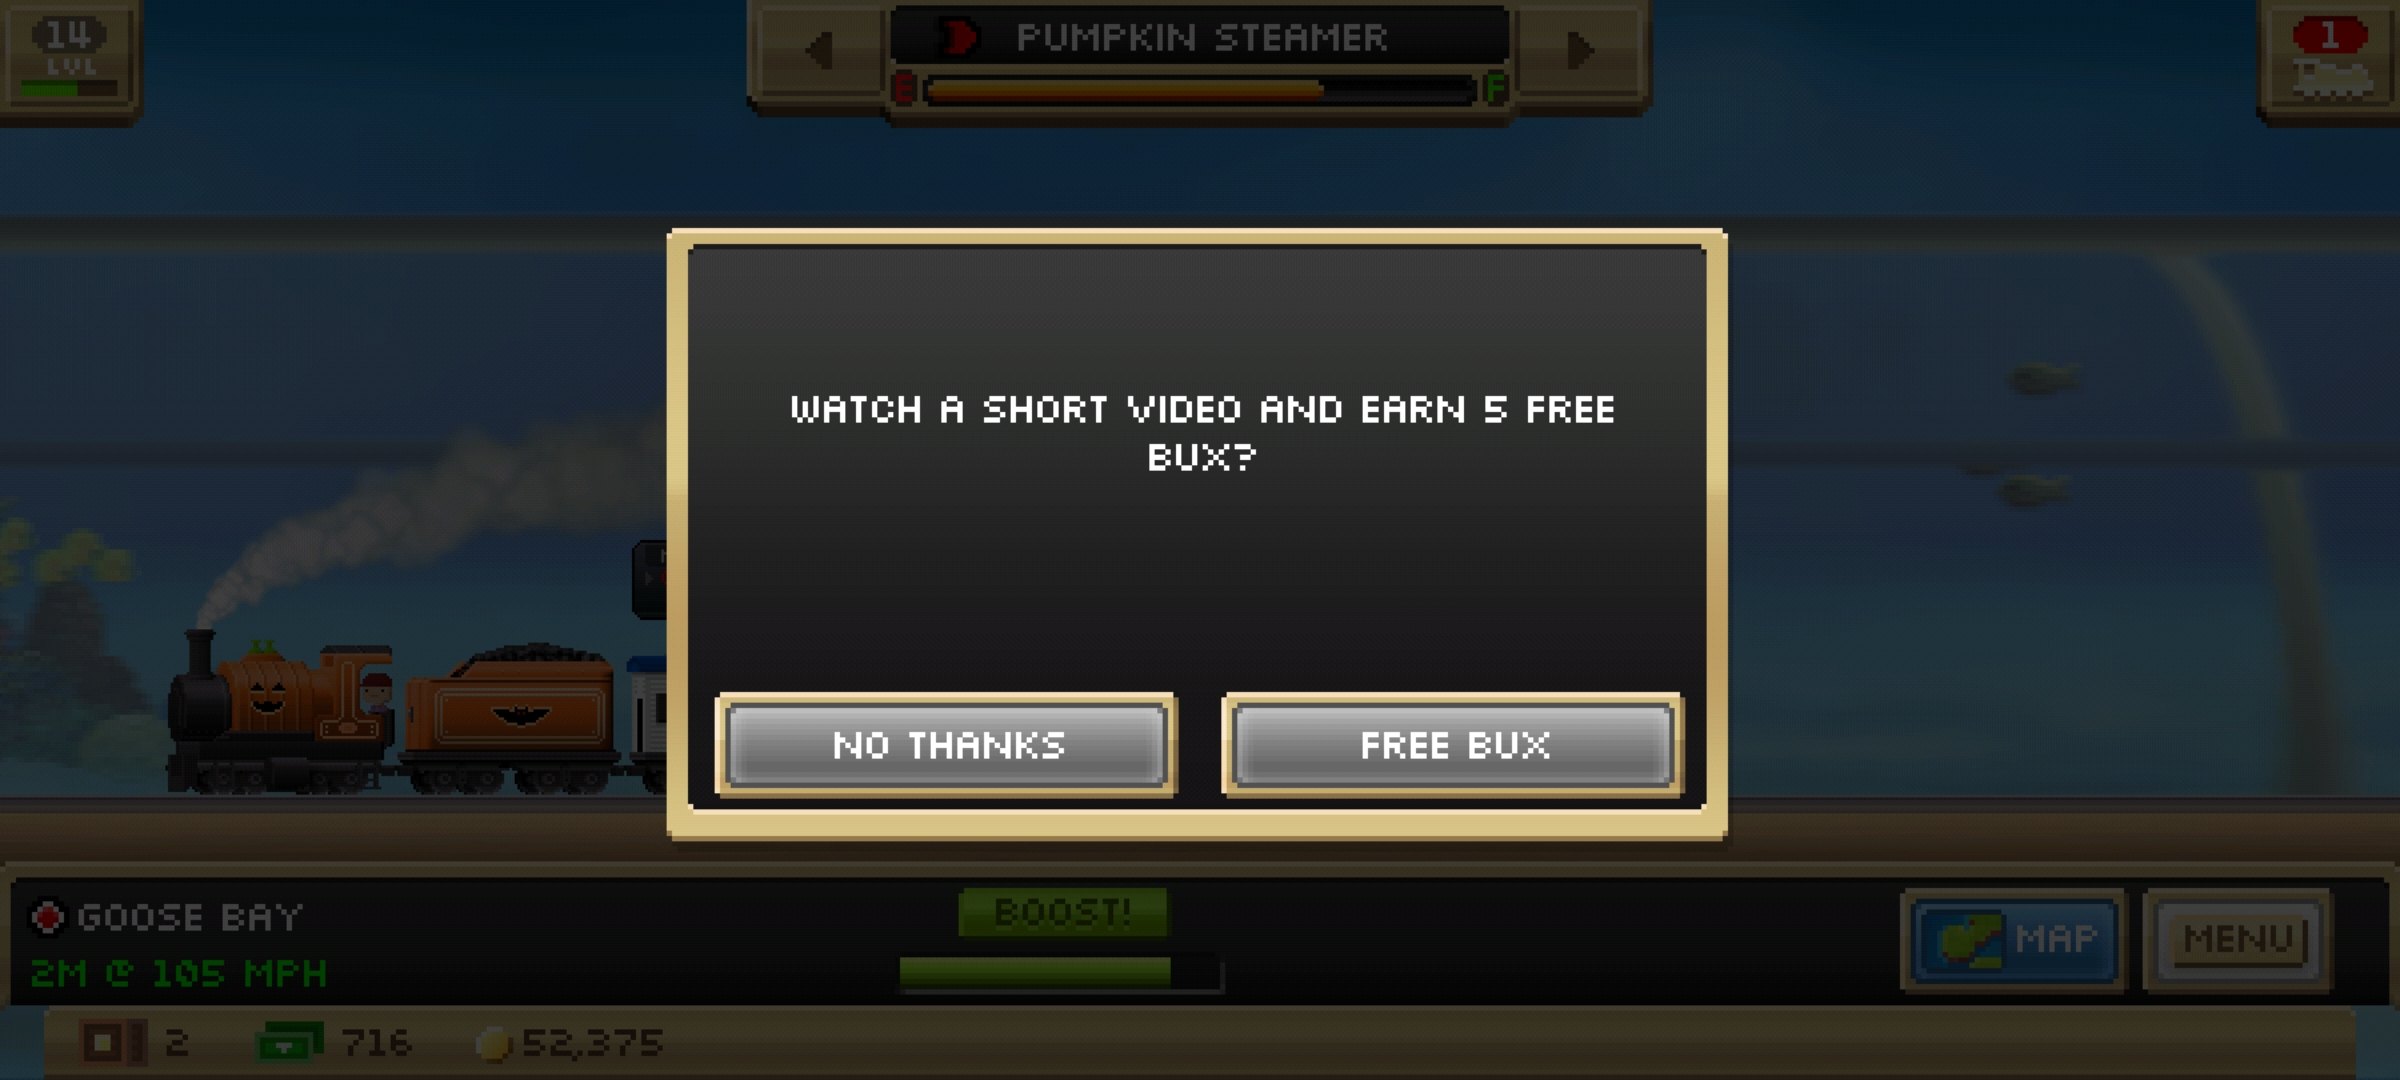 14
LVL
PUMPKIN STEAMER
E
F
1
WATCH A SHORT VIDEO AND EARN 5 FREE
BUX?
NO THANKS
FREE BUX
GOOSE BAY
2M @ 105 MPH
BOOST!
MAP
MENU
2
716
52,375